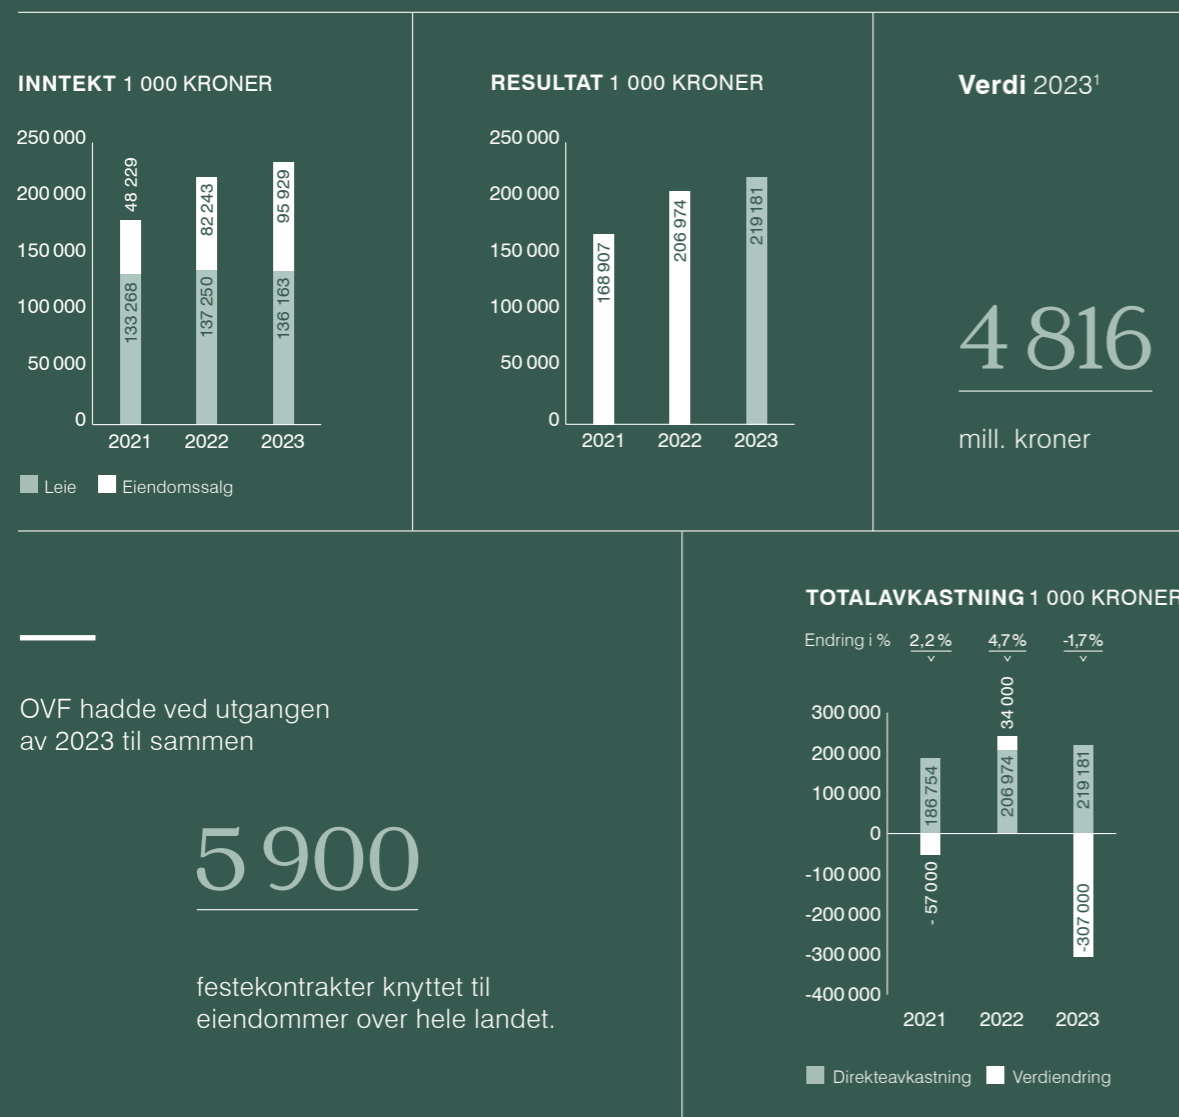 INNTEKT 1 000 KRONER
250 000
200 000
150 000
100 000
50 000
0
48 229
133 268
82 243
137 250
95 929
136 163
2021 2022 2023
Leie Eiendomssalg
RESULTAT 1 000 KRONER
250 000
200 000
150 000
100 000
50 000
0
168 907
206 974
219 181
2021 2022 2023
Verdi 2023¹
4 816
mill. kroner
OVF hadde ved utgangen
av 2023 til sammen
5 900
festekontrakter knyttet til
eiendommer over hele landet.
TOTALAVKASTNING 1 000 KRONER
Endring i % 2,2 % 4,7 % -1,7 %
300 000
200 000
100 000
0
-100 000
-200 000
-300 000
-400 000
186 754
- 57 000
34 000
206 974
219 181
-307 000
2021 2022 2023
Direkteavkastning Verdiendring